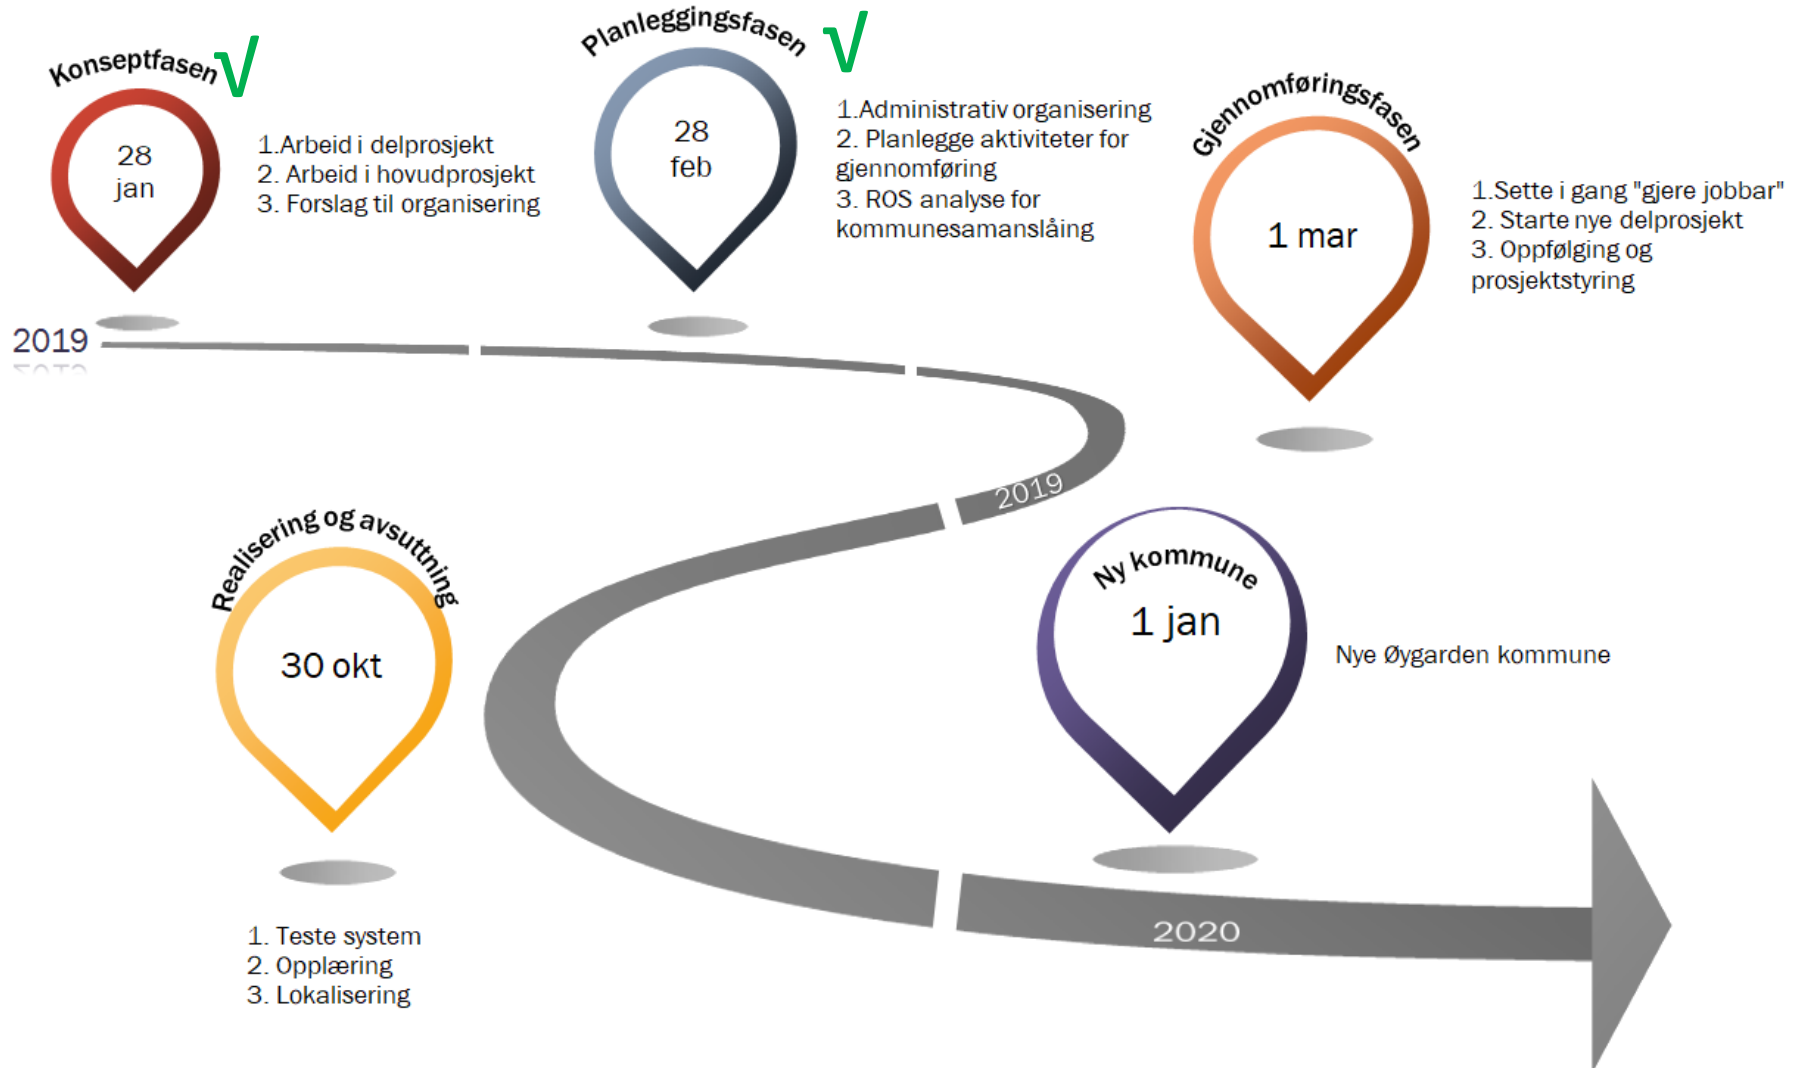 Konseptfasen √
28
jan
1.Arbeid i delprosjekt
2. Arbeid i hovudprosjekt
3. Forslag til organisering
Planleggingsfasen √
28
feb
1.Administrativ organisering
2. Planlegge aktiviteter for
gjennomføring
3. ROS analyse for
kommunesamanslåing
Gjennomføringsfasen
1 mar
1.Sette i gang "gjere jobbar"
2. Starte nye delprosjekt
3. Oppfølging og
prosjektstyring
2019
2019
Realisering og avsuttning
30 okt
1. Teste system
2. Opplæring
3. Lokalisering
Ny kommune
1 jan
Nye Øygarden kommune
2020